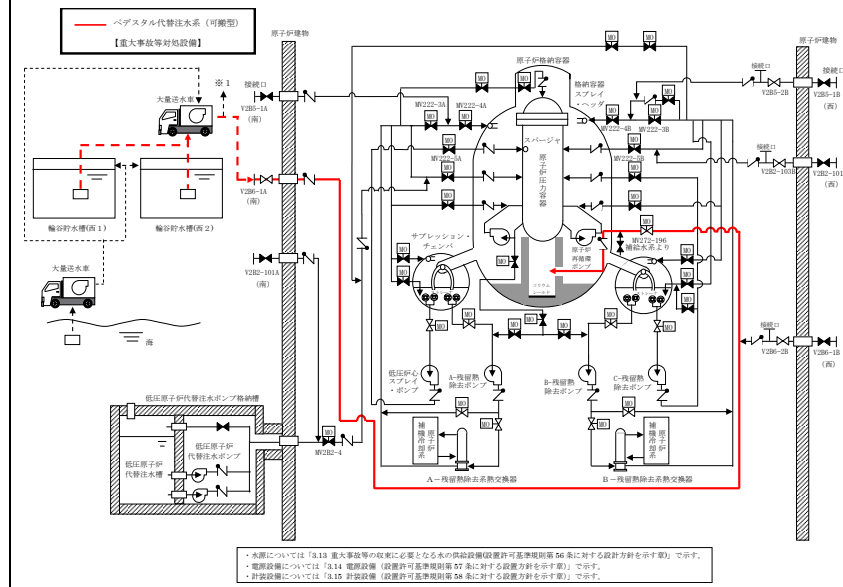 ペデスタル代替注水系（可搬型）
【重大事故等対処設備】
原子炉建物
原子炉建物
接続口
※1
大量送水車
V2B5-1A
(南)
V2B6-1A
(南)
輪谷貯水槽(西１)
輪谷貯水槽(西２)
V2B2-101A
(南)
大量送水車
海
MO
原子炉格納容器
格納容器
スプレイ・
ヘッダ
MV222-3A
MV222-4A
MV222-4B
MV222-3B
MV222-5A
MV222-5B
スパージャ
原子炉圧力容器
サプレッション・
チェンバ
原子炉
再循環
ポンプ
MV272-196
補給水系より
コリウム
シールド
接続口
V2B5-2B
接続口
V2B5-1B
(西)
接続口
V2B2-103B
V2B2-101B
(西)
接続口
V2B6-2B
V2B6-1B
(西)
低圧炉心
スプレイ
・ポンプ
A-残留熱
除去ポンプ
B-残留熱
除去ポンプ
C-残留熱
除去ポンプ
原子炉
補機冷却系
原子炉
補機冷却系
A－残留熱除去系熱交換器
B－残留熱除去系熱交換器
低圧原子炉代替注水ポンプ格納槽
低圧原子炉
代替注水槽
低圧原子炉
代替注水ポンプ
MV2B2-4
・水源については「3.13 重大事故等の収束に必要となる水の供給設備(設置許可基準規則第 56 条に対する設計方針を示す章)」で示す。
・電源設備については「3.14 電源設備（設置許可基準規則第 57 条に対する設置方針を示す章)」で示す。
・計装設備については「3.15 計装設備（設置許可基準規則第 58 条に対する設置方針を示す章)」で示す。